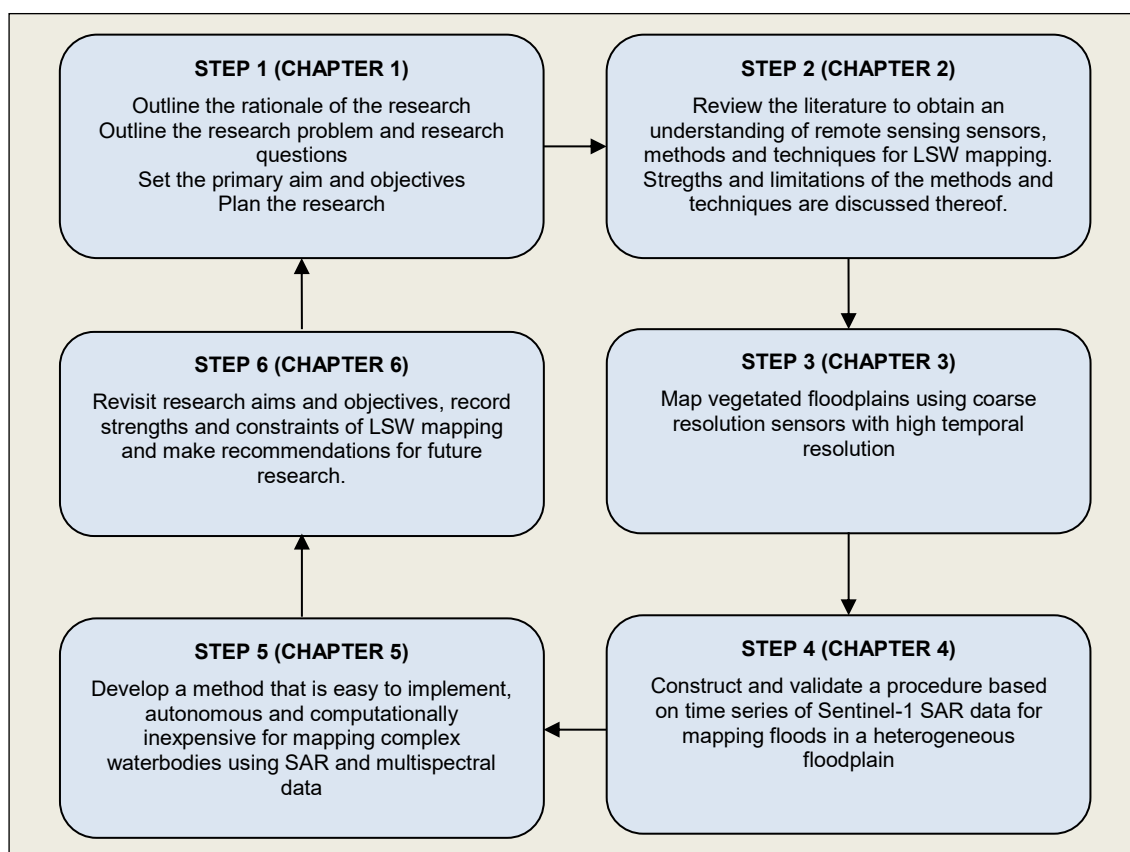 STEP 1 (CHAPTER 1)
Outline the rationale of the research
Outline the research problem and research
questions
Set the primary aim and objectives
Plan the research
STEP 2 (CHAPTER 2)
Review the literature to obtain an
understanding of remote sensing sensors,
methods and techniques for LSW mapping.
Stregths and limitations of the methods and
techniques are discussed thereof.
STEP 3 (CHAPTER 3)
Map vegetated floodplains using coarse
resolution sensors with high temporal
resolution
STEP 4 (CHAPTER 4)
Construct and validate a procedure based
on time series of Sentinel-1 SAR data for
mapping floods in a heterogeneous
floodplain
STEP 5 (CHAPTER 5)
Develop a method that is easy to implement,
autonomous and computationally
inexpensive for mapping complex
waterbodies using SAR and multispectral
data
STEP 6 (CHAPTER 6)
Revisit research aims and objectives, record
strengths and constraints of LSW mapping
and make recommendations for future
research.